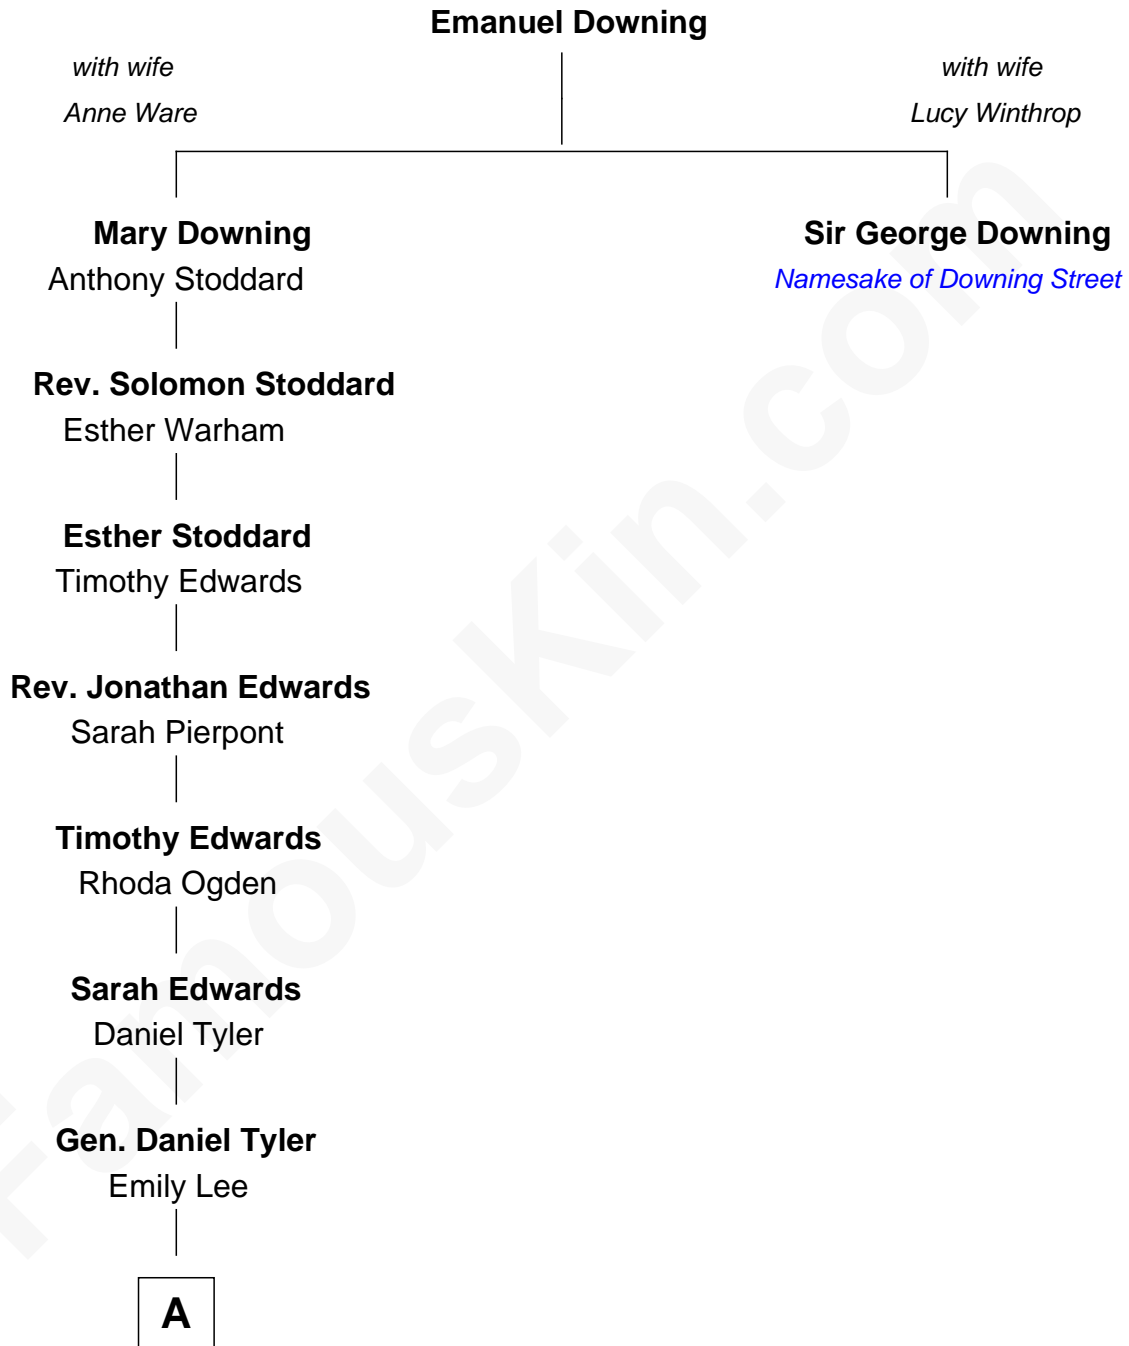 Emanuel Downing
with wife
Anne Ware
with wife
Lucy Winthrop
Mary Downing
Anthony Stoddard
Sir George Downing
Namesake of Downing Street
Rev. Solomon Stoddard
Esther Warham
Esther Stoddard
Timothy Edwards
Rev. Jonathan Edwards
Sarah Pierpont
Timothy Edwards
Rhoda Ogden
Sarah Edwards
Daniel Tyler
Gen. Daniel Tyler
Emily Lee
A
FamousKin.com